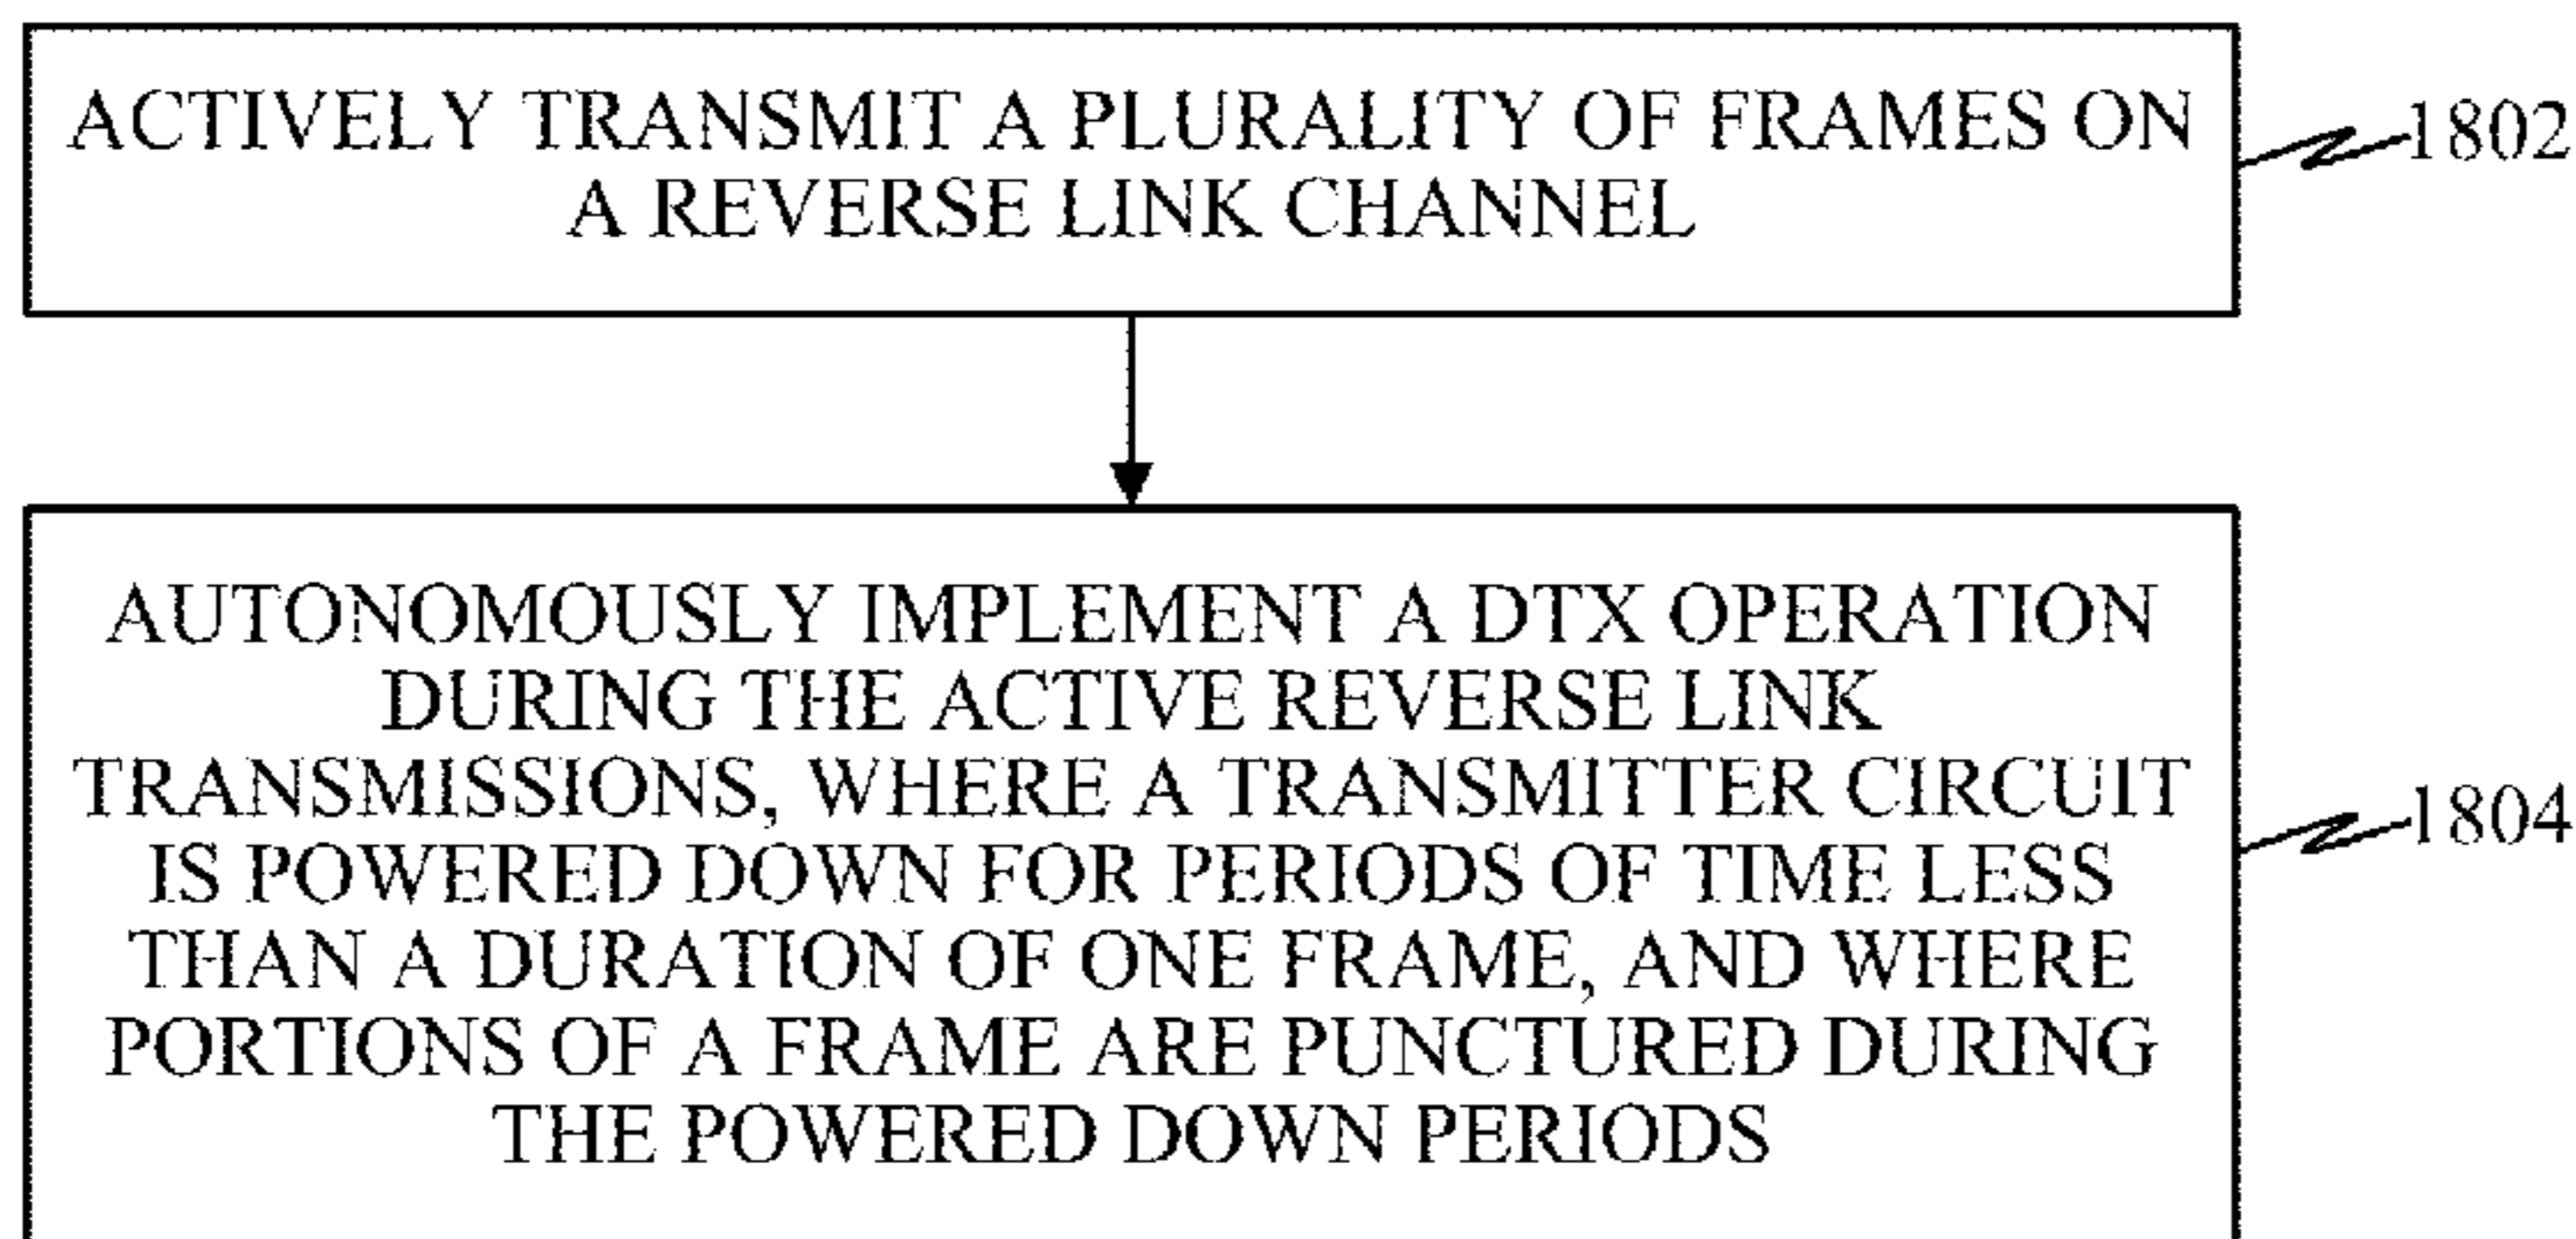 ACTIVELY TRANSMIT A PLURALITY OF FRAMES ON
A REVERSE LINK CHANNEL
1802
AUTONOMOUSLY IMPLEMENT A DTX OPERATION
DURING THE ACTIVE REVERSE LINK
TRANSMISSIONS, WHERE A TRANSMITTER CIRCUIT
IS POWERED DOWN FOR PERIODS OF TIME LESS
THAN A DURATION OF ONE FRAME, AND WHERE
PORTIONS OF A FRAME ARE PUNCTURED DURING
THE POWERED DOWN PERIODS
1804